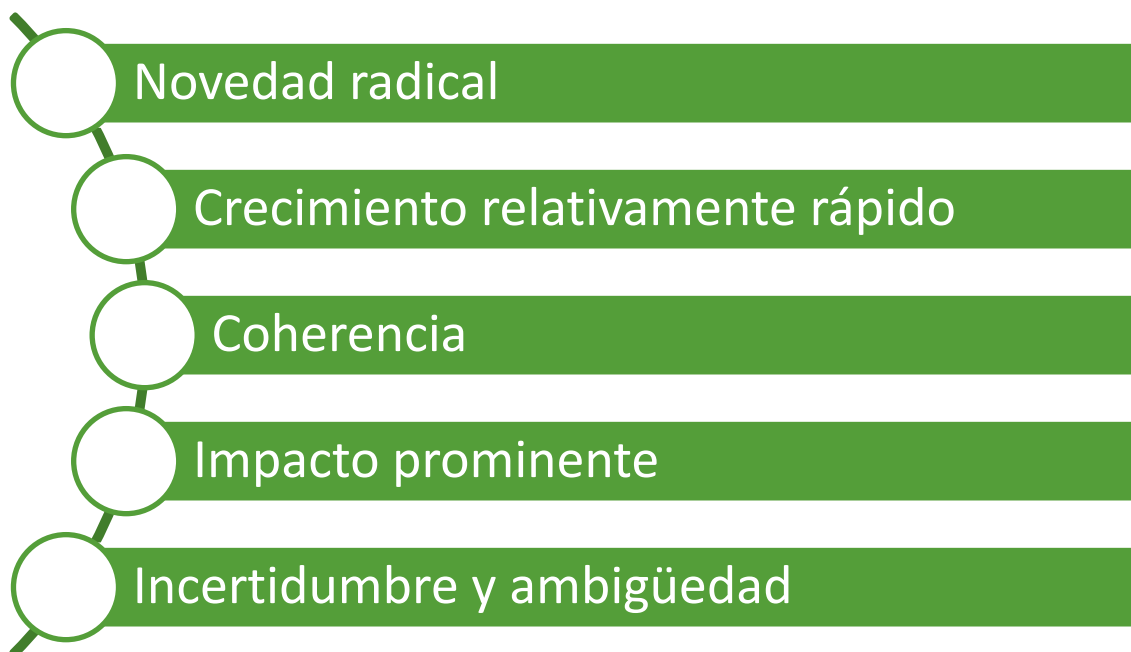 Novedad radical
Crecimiento relativamente rápido
Coherencia
Impacto prominente
Incertidumbre y ambigüedad